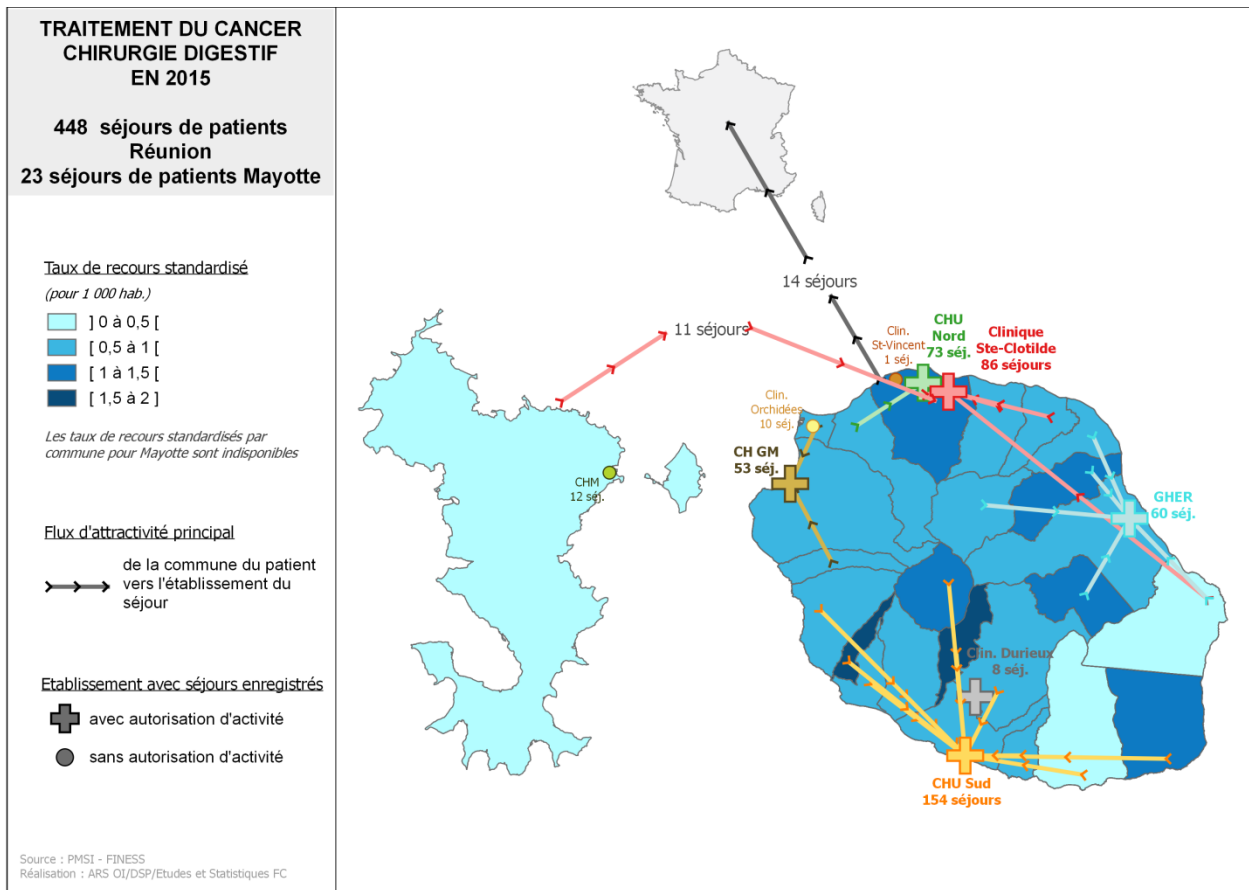 TRAITEMENT DU CANCER
CHIRURGIE DIGESTIF
EN 2015
448 séjours de patients
Réunion
23 séjours de patients Mayotte
Taux de recours standardisé
(pour 1 000 hab.)
] 0 à 0,5 [
[ 0,5 à 1 [
[ 1 à 1,5 [
[ 1,5 à 2 ]
Les taux de recours standardisés par
commune pour Mayotte sont indisponibles
Flux d'attractivité principal
de la commune du patient
vers l'établissement du
séjour
Etablissement avec séjours enregistrés
avec autorisation d'activité
sans autorisation d'activité
Source : PMSI - FINESS
Réalisation : ARS OI/DSP/Etudes et Statistiques FC
14 séjours
11 séjours
Clin.
St-Vincent
1 séj.
CHU
Nord
73 séj.
Clinique
Ste-Clotilde
86 séjours
Clin.
Orchidées
10 séj.
CH GM
53 séj.
CHM
12 séj.
GHER
60 séj.
Clin. Durieux
8 séj.
CHU Sud
154 séjours